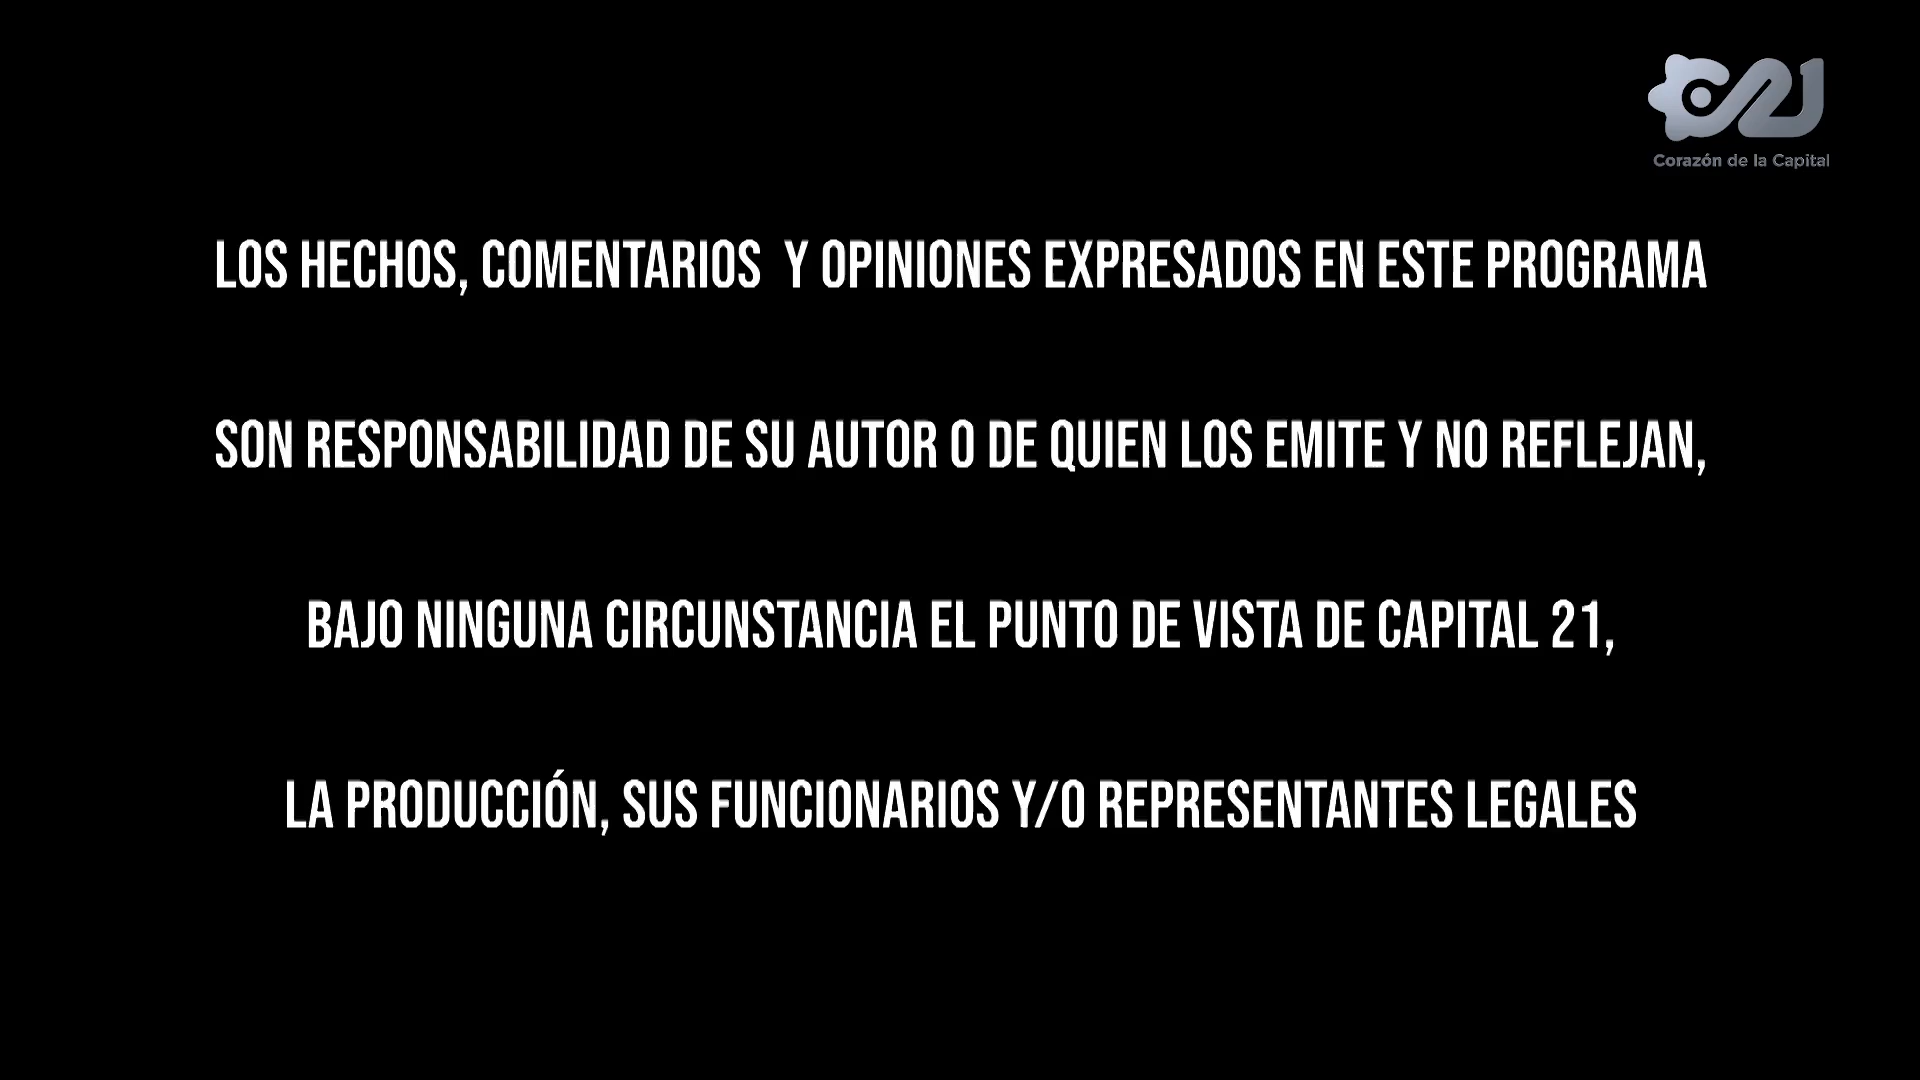 C21
Corazón de la Capital
LOS HECHOS, COMENTARIOS Y OPINIONES EXPRESADOS EN ESTE PROGRAMA
SON RESPONSABILIDAD DE SU AUTOR O DE QUIEN LOS EMITE Y NO REFLEJAN,
BAJO NINGUNA CIRCUNSTANCIA EL PUNTO DE VISTA DE CAPITAL 21,
LA PRODUCCIÓN, SUS FUNCIONARIOS Y/O REPRESENTANTES LEGALES